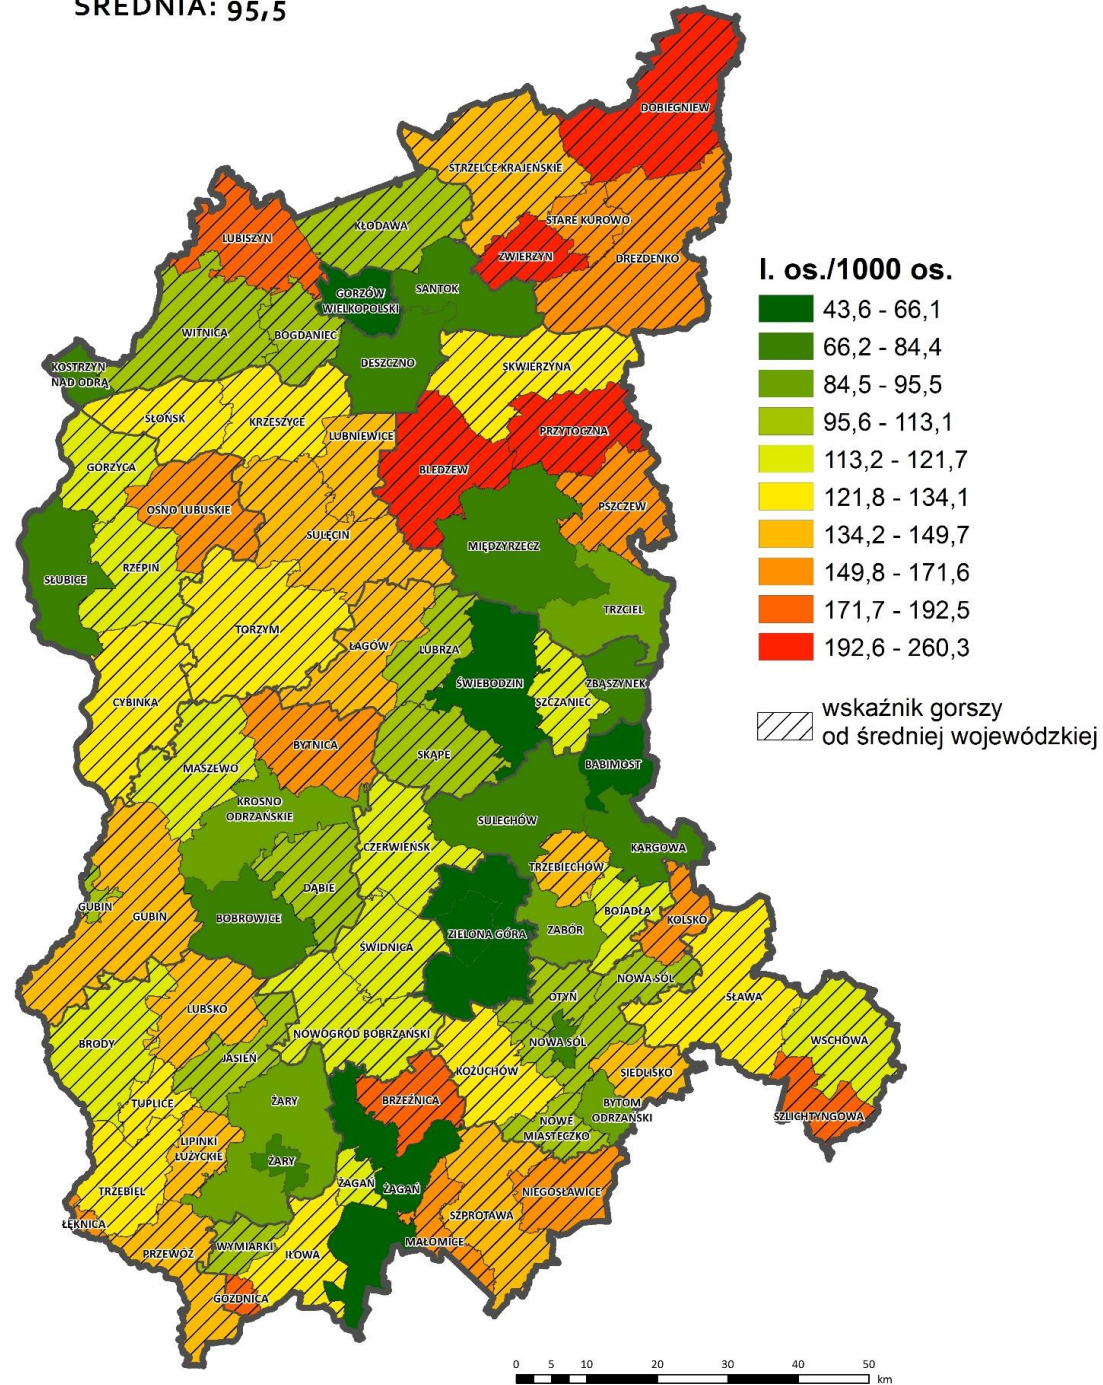 ŚREDNIA: 95,5
DOBIEGNIEW
STRZELCE KRAJEŃSKIE
STARE KUROWO
KŁODAWA
LUBISZYN
ZWIERZYN
DREZDENKO
SANTOK
GORZÓW
WIELKOPOLSKI
WITNICA
BOGDANIEC
DESZCZNO
SKWIERZYNA
KOSTRZYN
NAD ODRĄ
SŁOŃSK
KRZESZYCE
LUBNIEWICE
PRZYTOCZNA
GÓRZYCA
BLEDZEW
OŚNO LUBUSKIE
PSZCZEW
SULĘCIN
MIĘDZYRZECZ
RZEPIN
SŁUBICE
TRZCIEL
TORZYM
ŁAGÓW
LUBRZA
ŚWIEBODZIN
ZBĄSZYNEK
CYBINKA
SZCZANIEC
BYTNICA
SKĄPE
BABIMOST
MASZEWO
KROSNO
ODRZAŃSKIE
SULECHÓW
CZERWIEŃSK
KARGOWA
TRZEBIECHÓW
DĄBIE
GUBIN
GUBIN
BOBROWICE
BOJADŁA
KOLSKO
ZABÓR
ZIELONA GÓRA
ŚWIDNICA
NOWA SÓL
OTYŃ
SŁAWA
LUBSKO
NOWOGRÓD BOBRZAŃSKI
BRODY
WSCHOWA
NOWA SÓL
JASIEŃ
KOŻUCHÓW
SIEDLISKO
ŻARY
BRZEŹNICA
TUPLICE
BYTOM
ODRZAŃSKI
SZLICHTYNGOWA
NOWE
MIASTECZKO
LIPINKI
ŁUŻYCKIE
ŻARY
ŻAGAŃ
ŻAGAŃ
TRZEBIEL
NIEGOSŁAWICE
SZPROTAWA
ŁĘKNICA
MAŁOMICE
PRZEWÓZ
WYMIARKI
IŁOWA
GOZDNICA
l. os./1000 os.
43,6 - 66,1
66,2 - 84,4
84,5 - 95,5
95,6 - 113,1
113,2 - 121,7
121,8 - 134,1
134,2 - 149,7
149,8 - 171,6
171,7 - 192,5
192,6 - 260,3
wskaźnik gorszy
od średniej wojewódzkiej
0 5 10 20 30 40 50
km